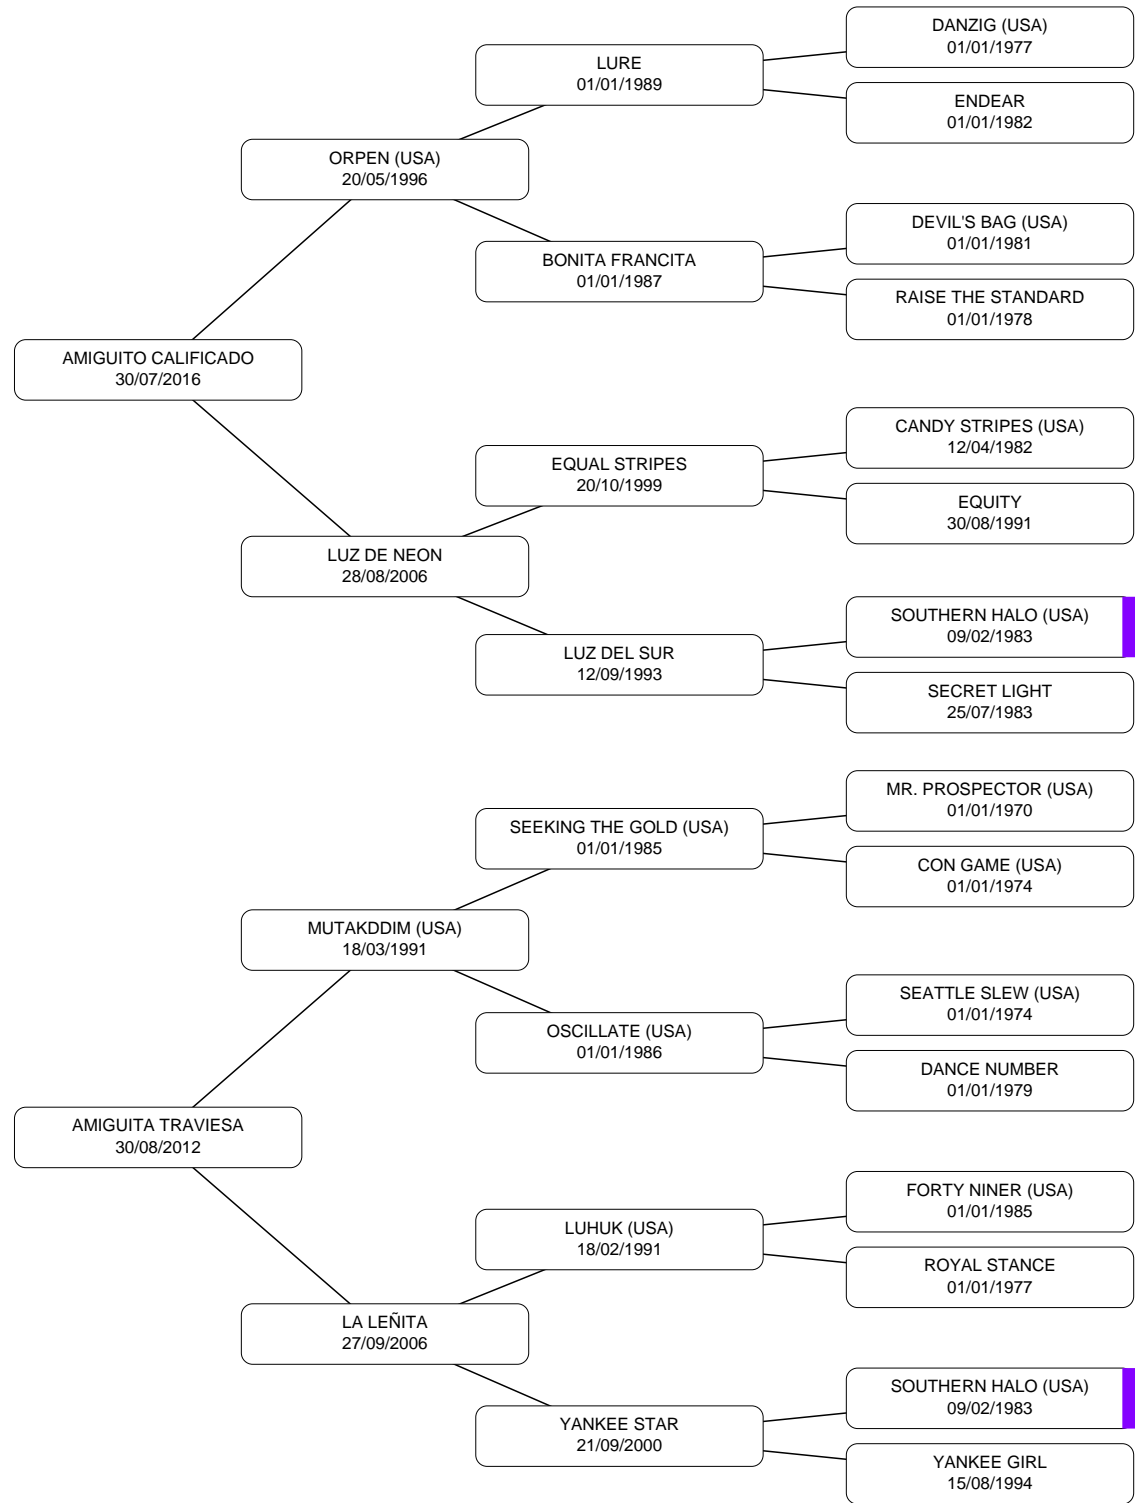 DANZIG (USA)
01/01/1977
LURE
01/01/1989
ENDEAR
01/01/1982
ORPEN (USA)
20/05/1996
DEVIL'S BAG (USA)
01/01/1981
BONITA FRANCITA
01/01/1987
RAISE THE STANDARD
01/01/1978
AMIGUITO CALIFICADO
30/07/2016
CANDY STRIPES (USA)
12/04/1982
EQUAL STRIPES
20/10/1999
EQUITY
30/08/1991
LUZ DE NEON
28/08/2006
SOUTHERN HALO (USA)
09/02/1983
LUZ DEL SUR
12/09/1993
SECRET LIGHT
25/07/1983
MR. PROSPECTOR (USA)
01/01/1970
SEEKING THE GOLD (USA)
01/01/1985
CON GAME (USA)
01/01/1974
MUTAKDDIM (USA)
18/03/1991
SEATTLE SLEW (USA)
01/01/1974
OSCILLATE (USA)
01/01/1986
DANCE NUMBER
01/01/1979
AMIGUITA TRAVIESA
30/08/2012
FORTY NINER (USA)
01/01/1985
LUHUK (USA)
18/02/1991
ROYAL STANCE
01/01/1977
LA LEÑITA
27/09/2006
SOUTHERN HALO (USA)
09/02/1983
YANKEE STAR
21/09/2000
YANKEE GIRL
15/08/1994